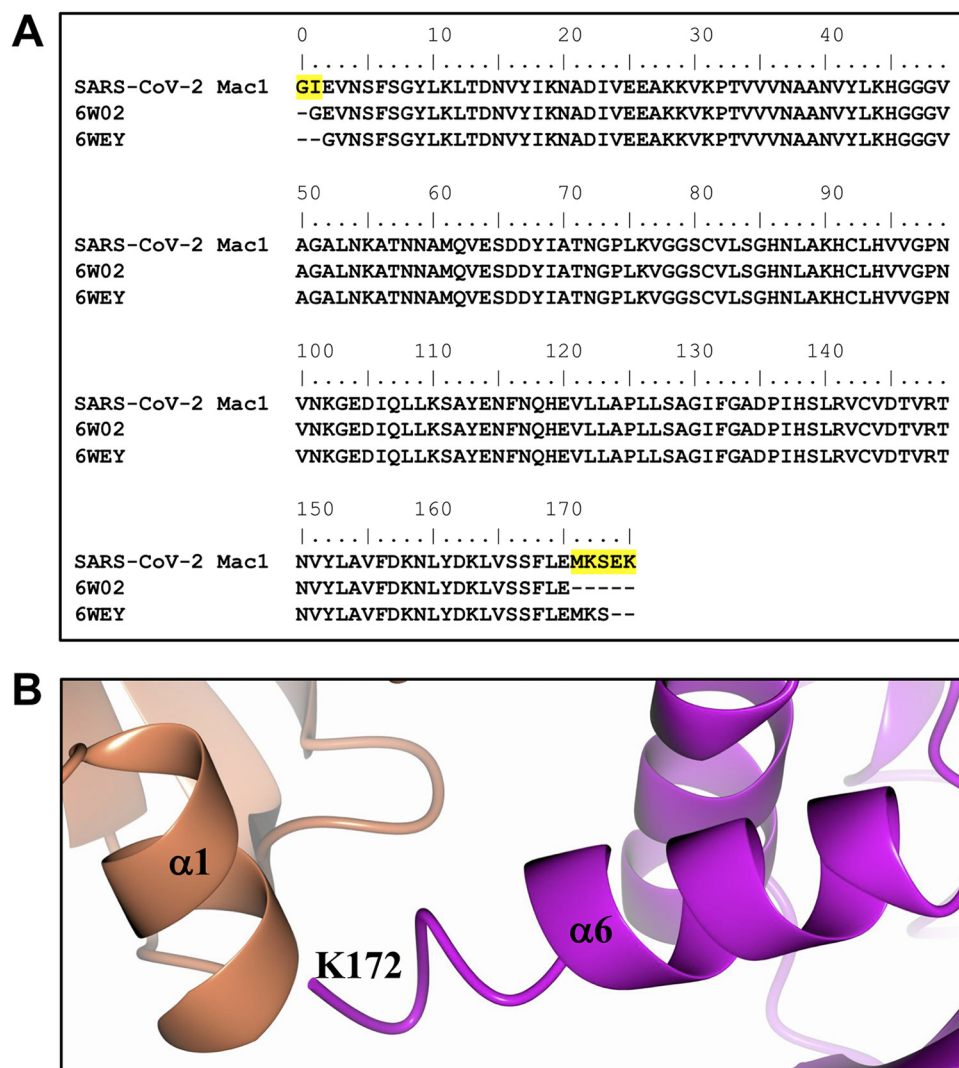 A
0 10 20 30 40
|....|....|....|....|....|....|....|....|....|....
SARS-CoV-2 Mac1 GIEVNSFSGYLKLTDNVYIKNADIVEEAKKVKPTVVVNAANVYLKHGGGV
6W02 -GEVNSFSGYLKLTDNVYIKNADIVEEAKKVKPTVVVNAANVYLKHGGGV
6WEY --GVNSFSGYLKLTDNVYIKNADIVEEAKKVKPTVVVNAANVYLKHGGGV
50 60 70 80 90
|....|....|....|....|....|....|....|....|....|....
SARS-CoV-2 Mac1 AGALNKATNNAMQVESDDYIATNGPLKVGGSCVLSGHNLAKHCLHVVGPN
6W02 AGALNKATNNAMQVESDDYIATNGPLKVGGSCVLSGHNLAKHCLHVVGPN
6WEY AGALNKATNNAMQVESDDYIATNGPLKVGGSCVLSGHNLAKHCLHVVGPN
100 110 120 130 140
|....|....|....|....|....|....|....|....|....|....
SARS-CoV-2 Mac1 VNKGEDIQLLKSAYENFNQHEVLLAPLLSAGIFGADPIHSLRVCVDTVRT
6W02 VNKGEDIQLLKSAYENFNQHEVLLAPLLSAGIFGADPIHSLRVCVDTVRT
6WEY VNKGEDIQLLKSAYENFNQHEVLLAPLLSAGIFGADPIHSLRVCVDTVRT
150 160 170
|....|....|....|....|....|
SARS-CoV-2 Mac1 NVYLAVFDKNLYDKLVSSFLEMKSEK
6W02 NVYLAVFDKNLYDKLVSSFLE-----
6WEY NVYLAVFDKNLYDKLVSSFLEMKS--
B
α1
α6
K172